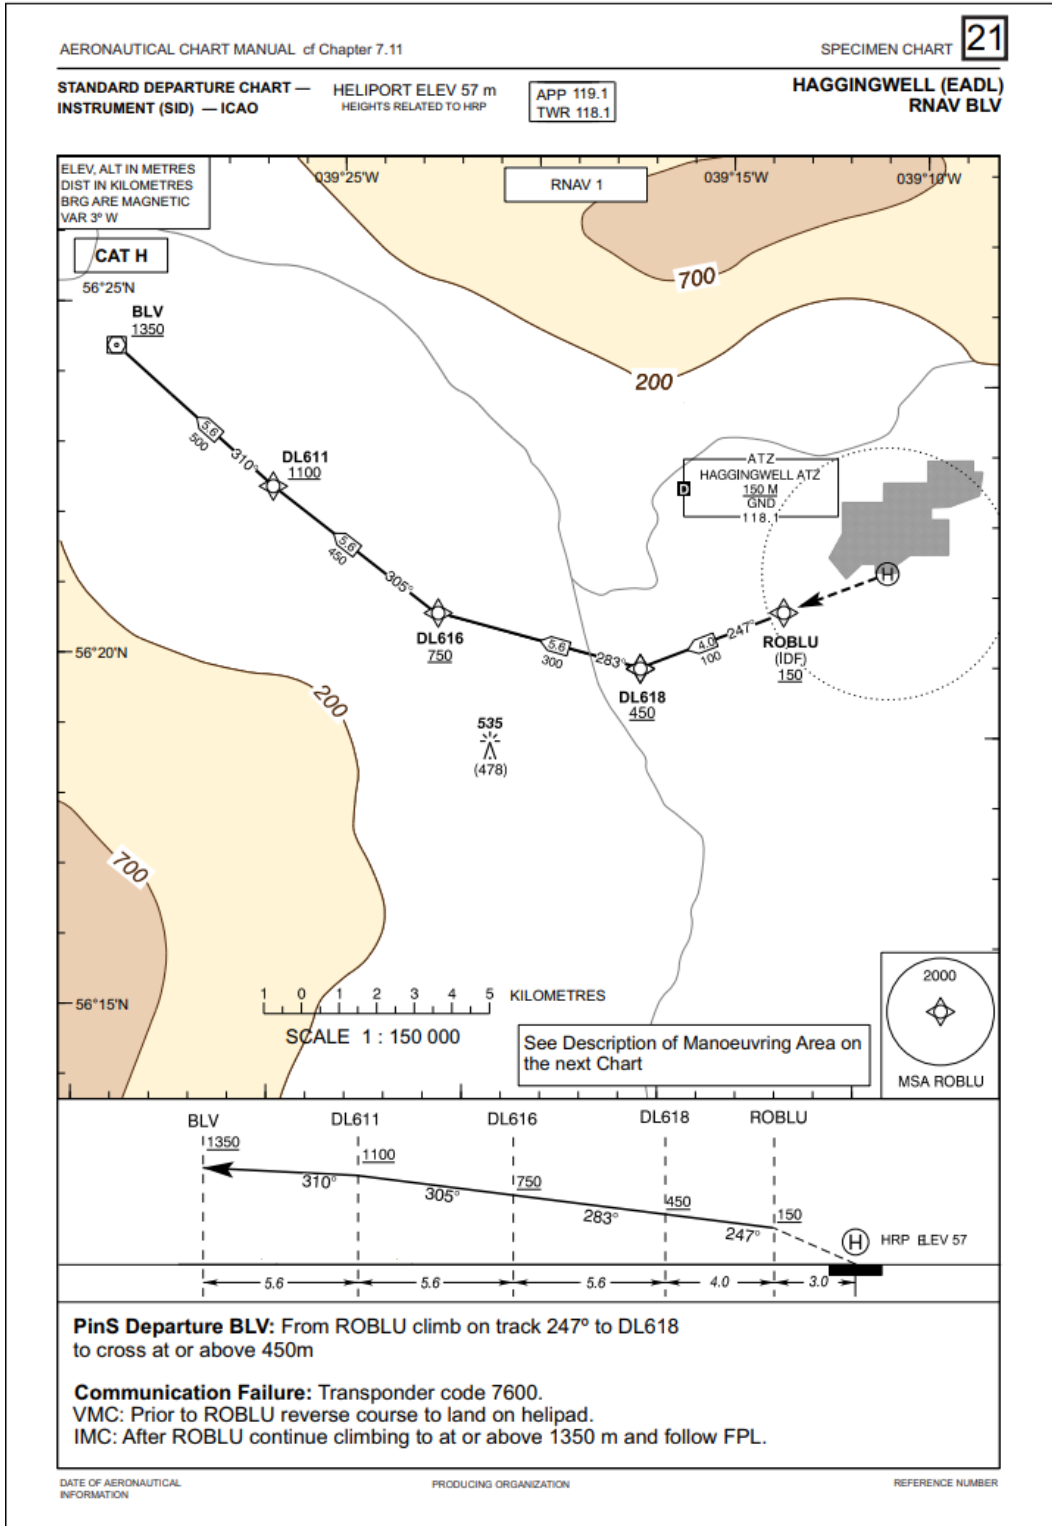 AERONAUTICAL CHART MANUAL cf Chapter 7.11
SPECIMEN CHART 21
STANDARD DEPARTURE CHART —
INSTRUMENT (SID) — ICAO
HELIPORT ELEV 57 m
HEIGHTS RELATED TO HRP
APP 119.1
TWR 118.1
HAGGINGWELL (EADL)
RNAV BLV
ELEV, ALT IN METRES
DIST IN KILOMETRES
BRG ARE MAGNETIC
VAR 3° W
039°25'W
RNAV 1
039°15'W
039°10'W
CAT H
56°25'N
700
BLV
1350
200
5.6
500
310°
DL611
1100
ATZ
HAGGINGWELL ATZ
150 M
GND
118.1
D
5.6
450
305°
H
DL616
750
5.6
300
283°
4.0
100
247°
ROBLU
(IDF)
150
56°20'N
DL618
450
200
535
(478)
700
56°15'N
1 0 1 2 3 4 5 KILOMETRES
SCALE 1 : 150 000
See Description of Manoeuvring Area on
the next Chart
2000
MSA ROBLU
BLV DL611 DL616 DL618 ROBLU
1350
1100
750
450
150
310°
305°
283°
247°
H HRP ELEV 57
5.6 5.6 5.6 4.0 3.0
PinS Departure BLV: From ROBLU climb on track 247º to DL618
to cross at or above 450m
Communication Failure: Transponder code 7600.
VMC: Prior to ROBLU reverse course to land on helipad.
IMC: After ROBLU continue climbing to at or above 1350 m and follow FPL.
DATE OF AERONAUTICAL
INFORMATION
PRODUCING ORGANIZATION
REFERENCE NUMBER